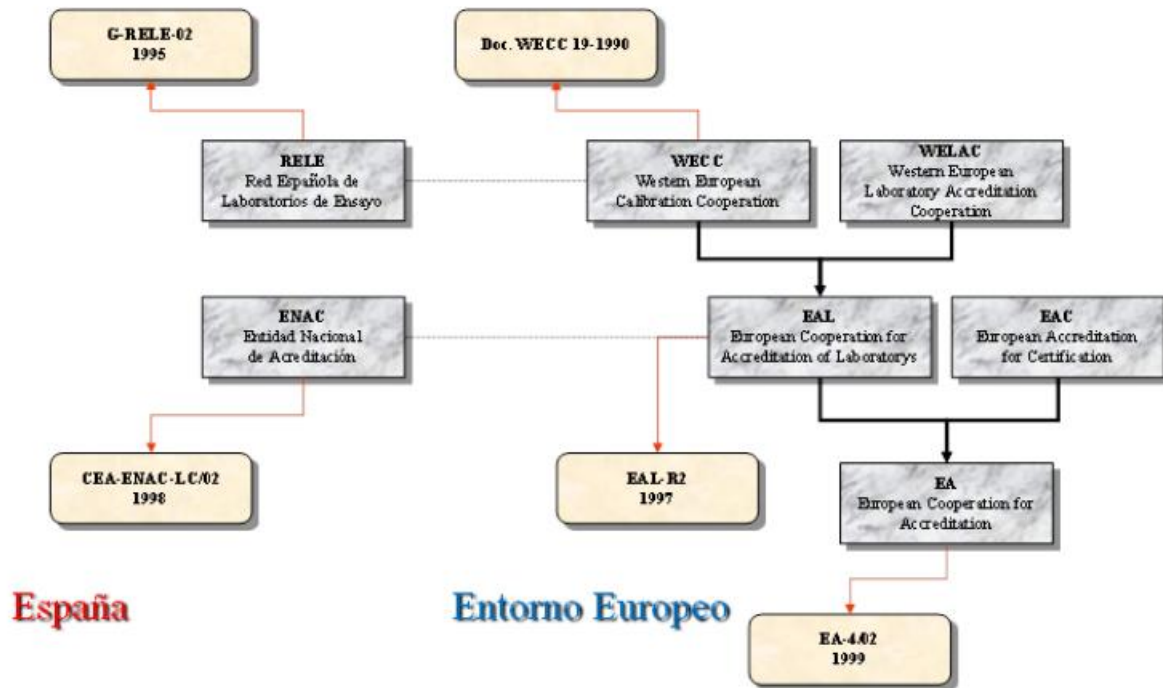 G-RELE-02
1995
Doc. WECC 19-1990
RELE
Red Española de
Laboratorios de Ensayo
WECC
Western European
Calibration Cooperation
WELAC
Western European
Laboratory Accreditation
Cooperation
ENAC
Entidad Nacional
de Acreditación
EAL
European Cooperation for
Accreditation of Laboratorys
EAC
European Accreditation
for Certification
CEA-ENAC-LC/02
1998
EAL-R2
1997
EA
European Cooperation for
Accreditation
España
Entorno Europeo
EA-4/02
1999